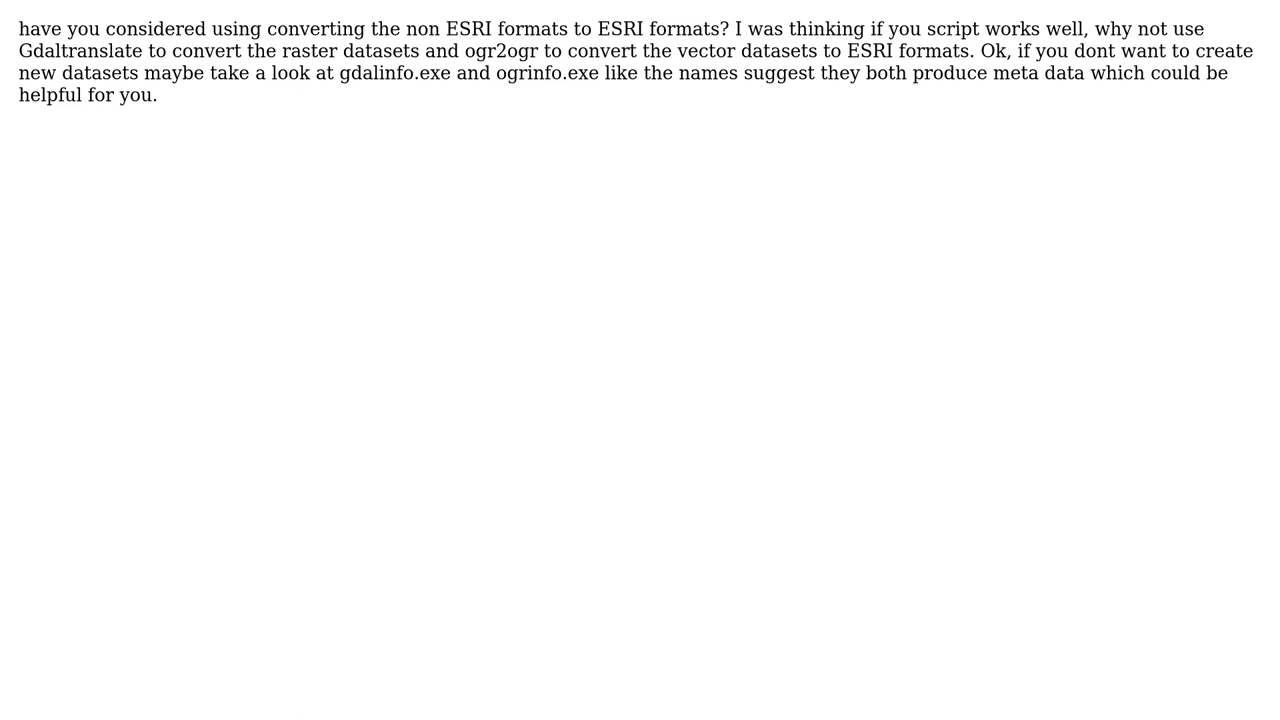 have you considered using converting the non ESRI formats to ESRI formats? I was thinking if you script works well, why not use
Gdaltranslate to convert the raster datasets and ogr2ogr to convert the vector datasets to ESRI formats. Ok, if you dont want to create
new datasets maybe take a look at gdalinfo.exe and ogrinfo.exe like the names suggest they both produce meta data which could be
helpful for you.